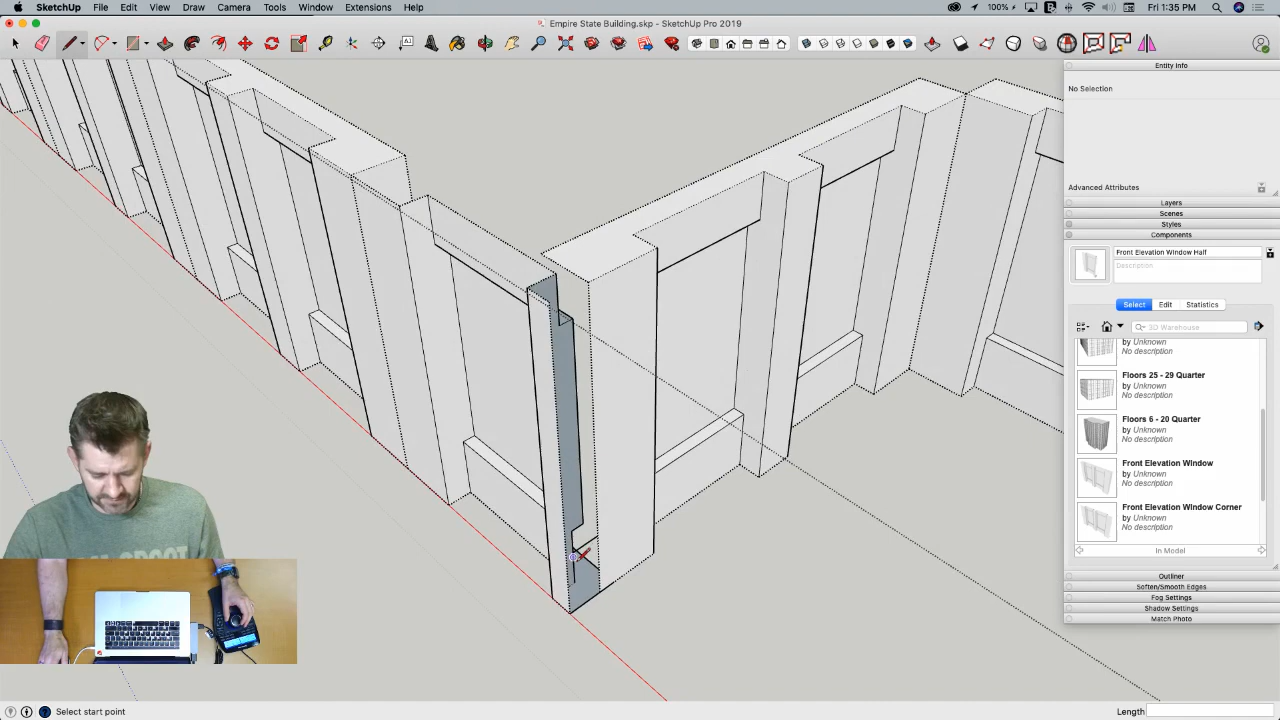 SketchUp File Edit View Draw Camera Tools Window Extensions Help
100% Fri 1:35 PM
Empire State Building.skp - SketchUp Pro 2019
Entity Info
No Selection
Advanced Attributes
Layers
Scenes
Styles
Components
Front Elevation Window Half
Description
Select Edit Statistics
3D Warehouse
by Unknown
No description
Floors 25 - 29 Quarter
by Unknown
No description
Floors 6 - 20 Quarter
by Unknown
No description
Front Elevation Window
by Unknown
No description
Front Elevation Window Corner
by Unknown
No description
In Model
Outliner
Soften/Smooth Edges
Fog Settings
Shadow Settings
Match Photo
Select start point
Length